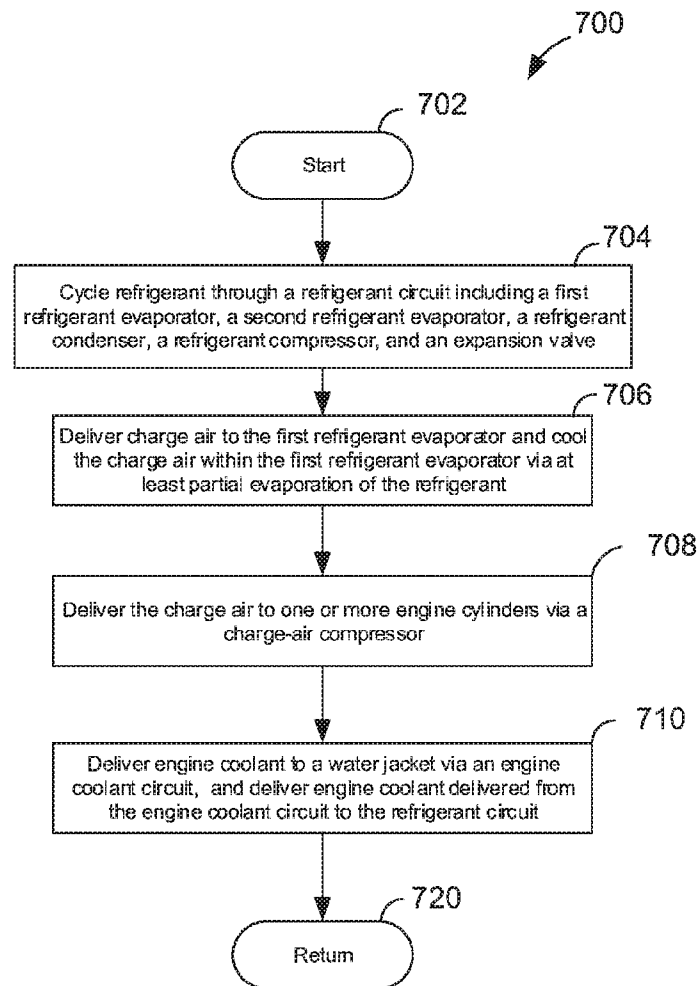 700
702
Start
704
Cycle refrigerant through a refrigerant circuit including a first
refrigerant evaporator, a second refrigerant evaporator, a refrigerant
condenser, a refrigerant compressor, and an expansion valve
706
Deliver charge air to the first refrigerant evaporator and cool
the charge air within the first refrigerant evaporator via at
least partial evaporation of the refrigerant
708
Deliver the charge air to one or more engine cylinders via a
charge-air compressor
710
Deliver engine coolant to a water jacket via an engine
coolant circuit, and deliver engine coolant delivered from
the engine coolant circuit to the refrigerant circuit
720
Return